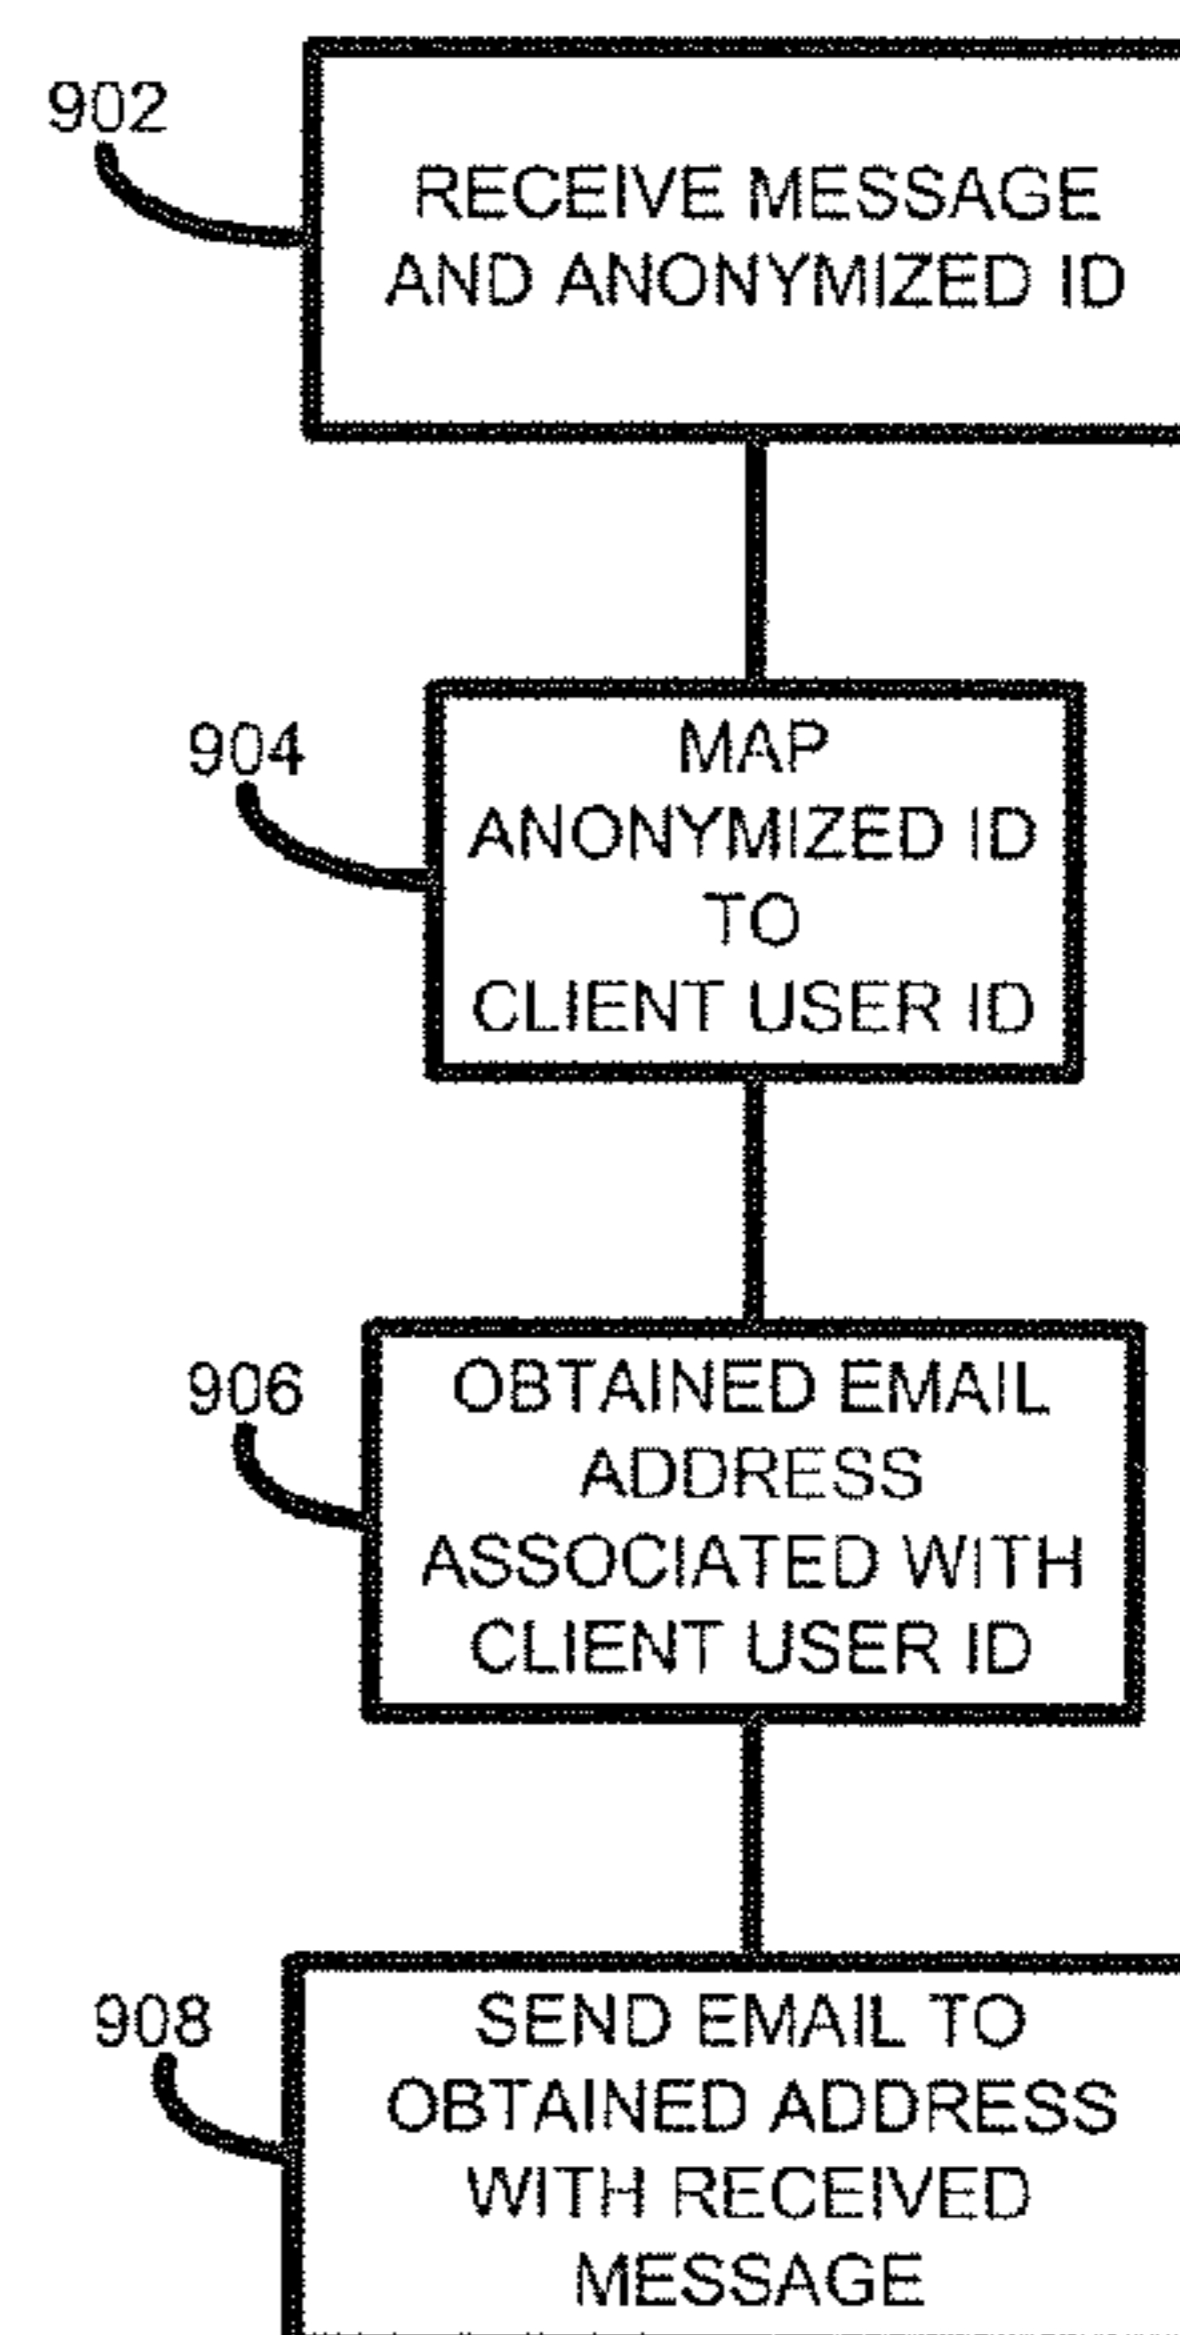 902
RECEIVE MESSAGE
AND ANONYMIZED ID
904
MAP
ANONYMIZED ID
TO
CLIENT USER ID
906
OBTAINED EMAIL
ADDRESS
ASSOCIATED WITH
CLIENT USER ID
908
SEND EMAIL TO
OBTAINED ADDRESS
WITH RECEIVED
MESSAGE